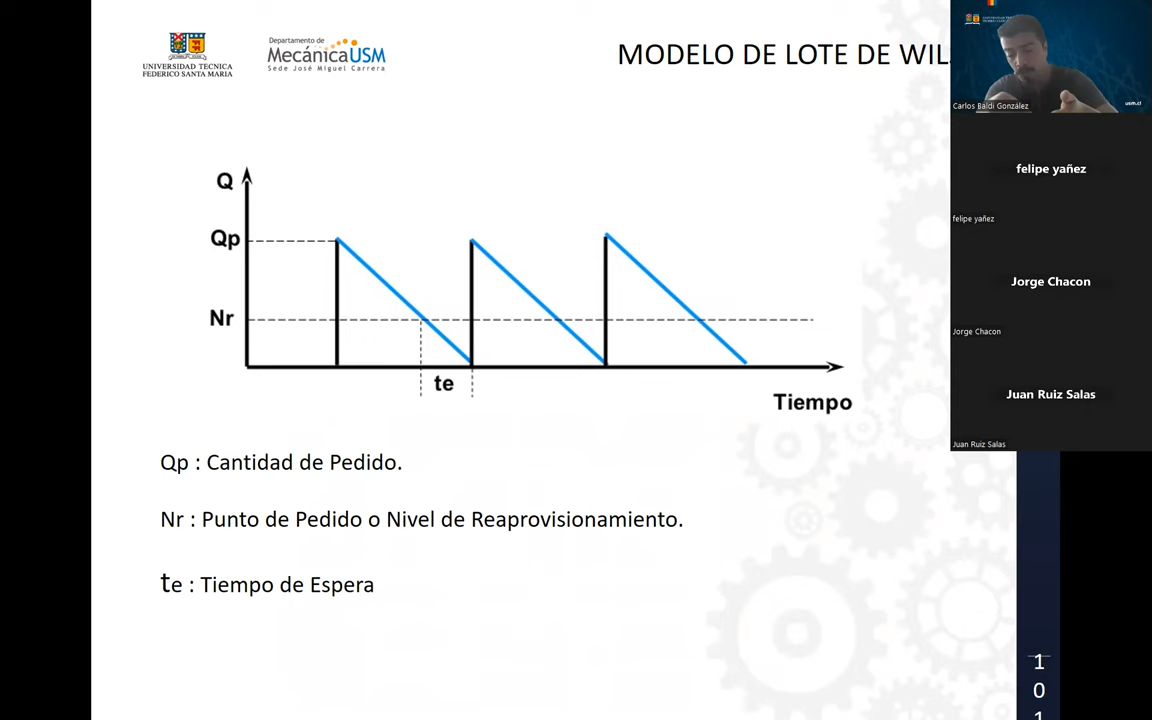 UNIVERSIDAD TECNICA
FEDERICO SANTA MARIA
Departamento de
MecánicaUSM
Sede José Miguel Carrera
MODELO DE LOTE DE WIL
Q
Qp
Nr
te
Tiempo
Qp : Cantidad de Pedido.
Nr : Punto de Pedido o Nivel de Reaprovisionamiento.
te : Tiempo de Espera
Carlos Baldi González
usm.cl
felipe yañez
felipe yañez
Jorge Chacon
Jorge Chacon
Juan Ruiz Salas
Juan Ruiz Salas
1
0
1